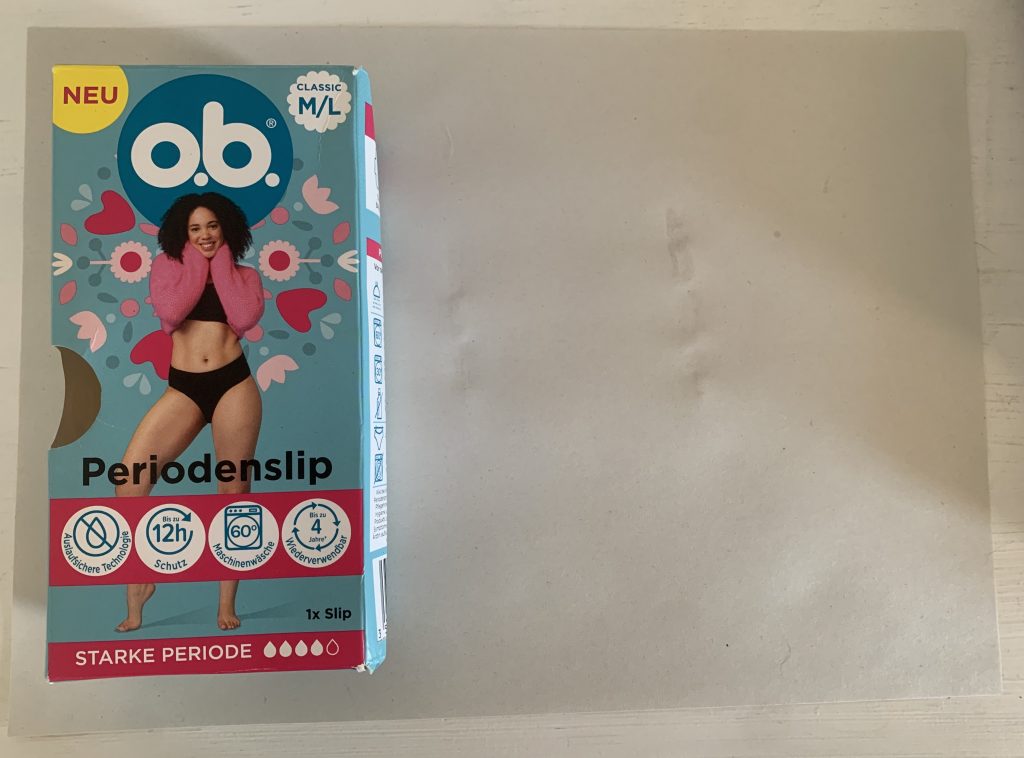 NEU
o.b.®
CLASSIC
M/L
Periodenslip
Auslaufsichere Technologie
Bis zu
12h
Schutz
60°
Maschinenwäsche
Bis zu
4
Jahre*
Wiederverwendbar
1x Slip
STARKE PERIODE